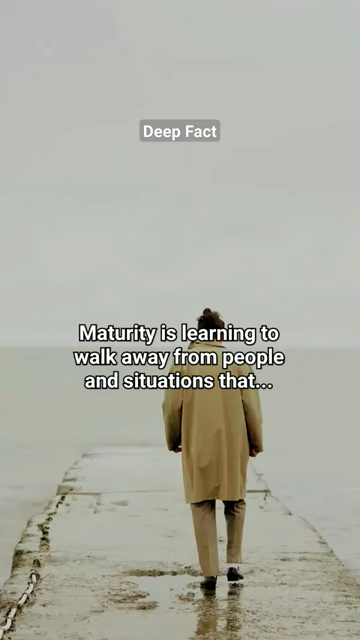 Deep Fact
Maturity is learning to
walk away from people
and situations that...